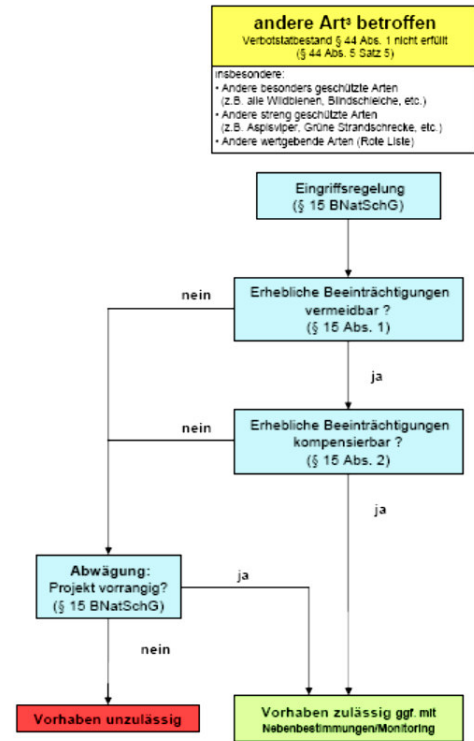 andere Art³ betroffen
Verbotstatbestand § 44 Abs. 1 nicht erfüllt
(§ 44 Abs. 5 Satz 5)
insbesondere:
• Andere besonders geschützte Arten
(z.B. alle Wildbienen, Blindschleiche, etc.)
• Andere streng geschützte Arten
(z.B. Aspisviper, Grüne Strandschrecke, etc.)
• Andere wertgebende Arten (Rote Liste)
Eingriffsregelung
(§ 15 BNatSchG)
nein
Erhebliche Beeinträchtigungen
vermeidbar ?
(§ 15 Abs. 1)
ja
nein
Erhebliche Beeinträchtigungen
kompensierbar ?
(§ 15 Abs. 2)
ja
Abwägung:
Projekt vorrangig?
(§ 15 BNatSchG)
ja
nein
Vorhaben unzulässig
Vorhaben zulässig ggf. mit
Nebenbestimmungen/Monitoring